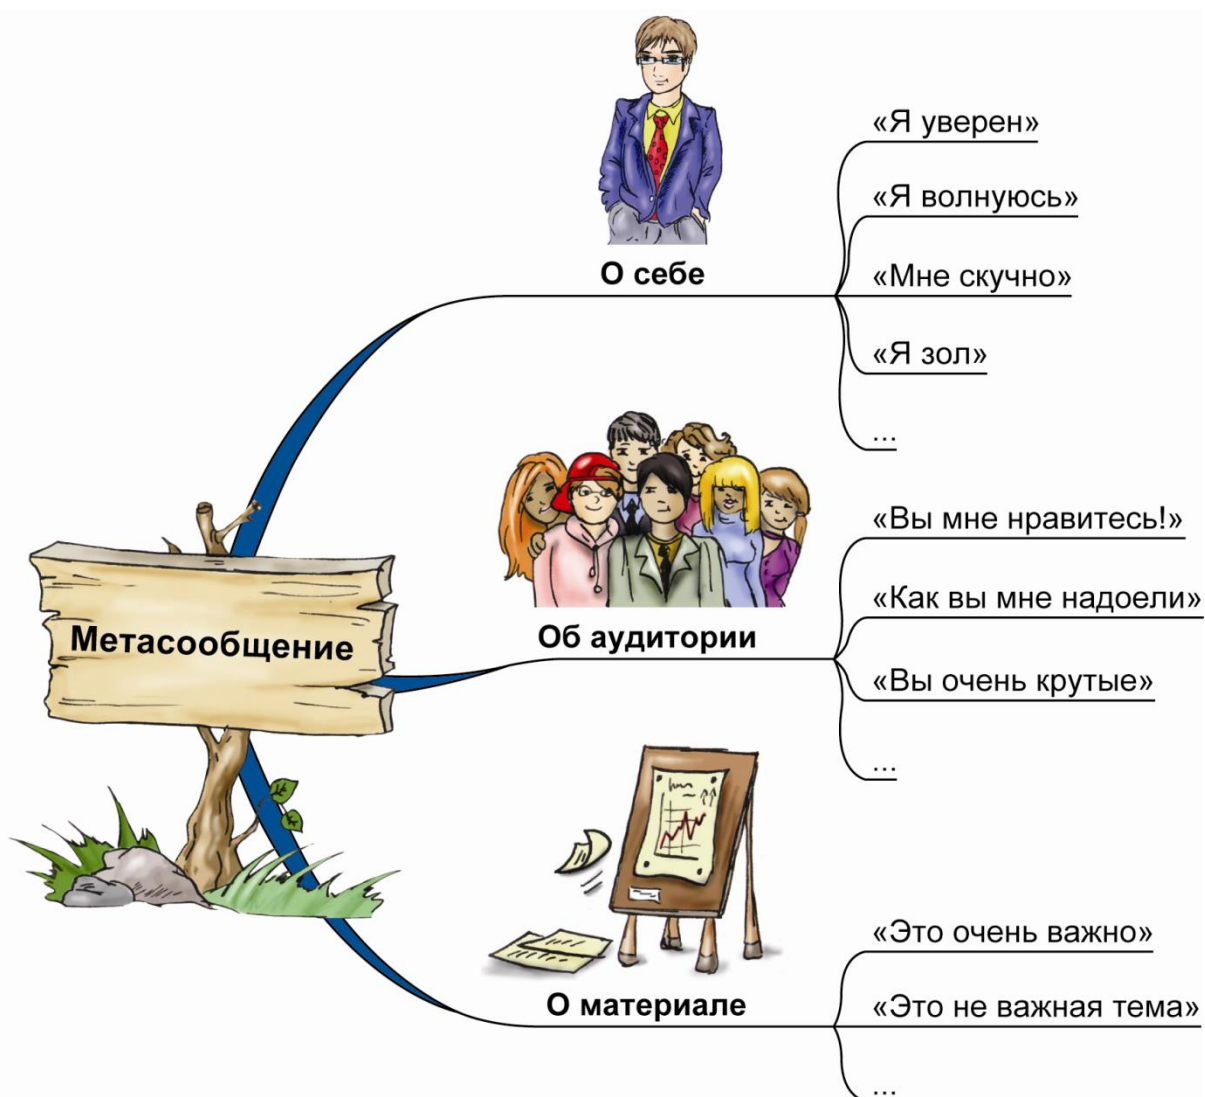 «Я уверен»
«Я волнуюсь»
О себе
«Мне скучно»
«Я зол»
...
«Вы мне нравитесь!»
«Как вы мне надоели»
Метасообщение
Об аудитории
«Вы очень крутые»
...
«Это очень важно»
О материале
«Это не важная тема»
...